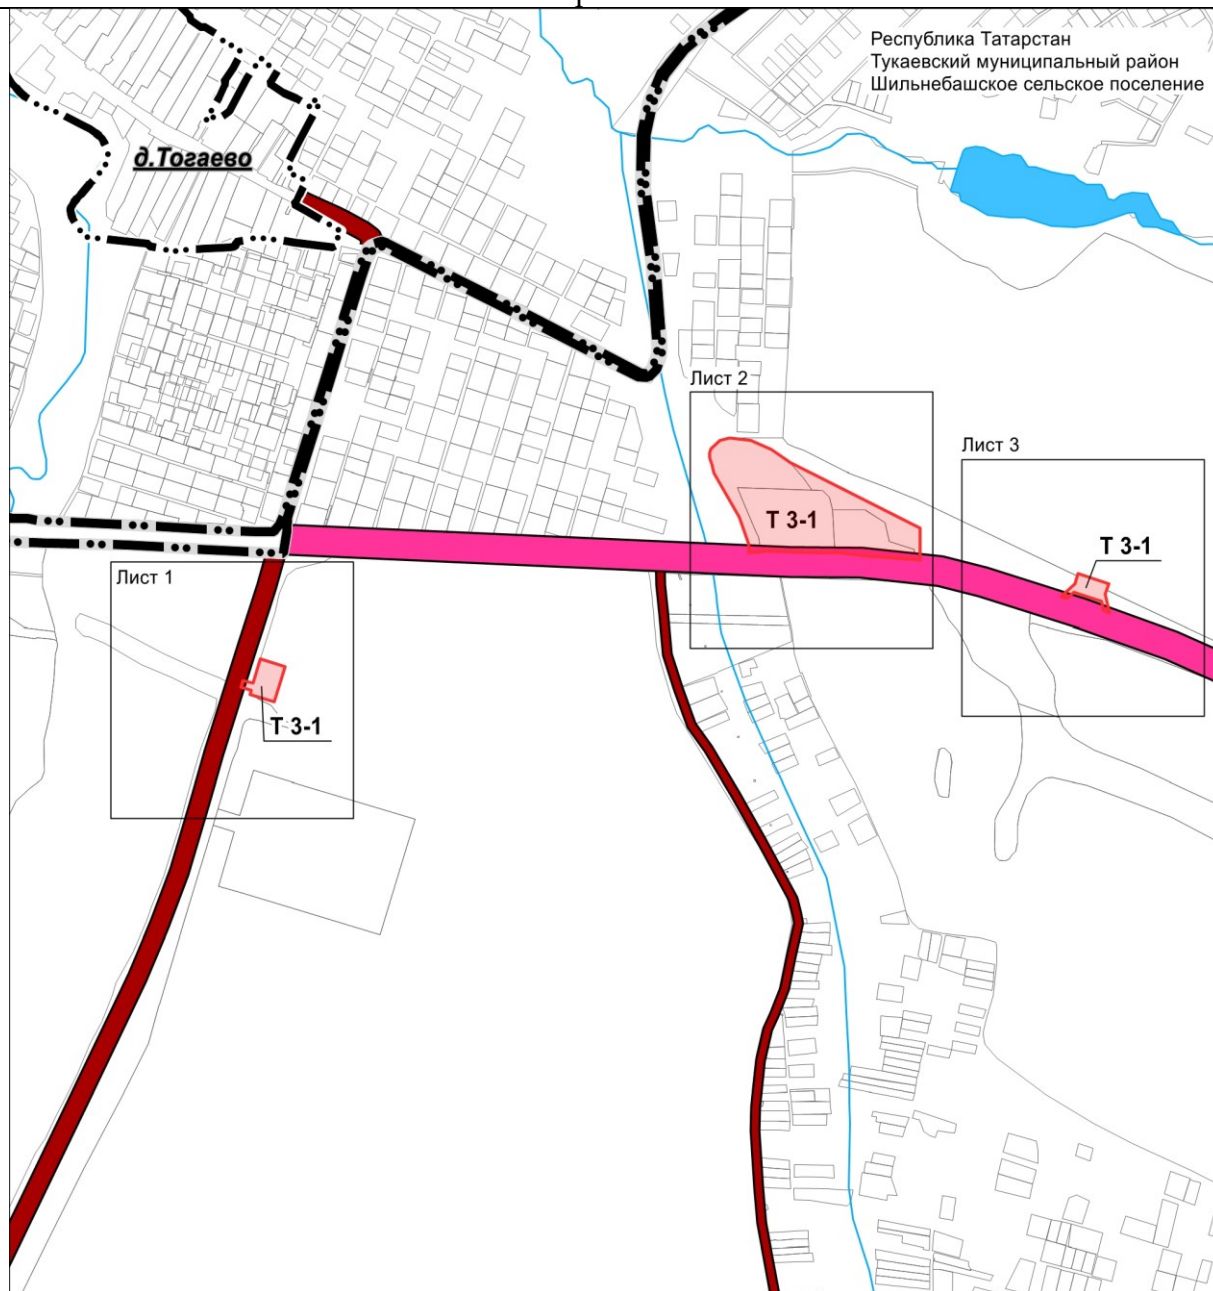 Республика Татарстан
Тукаевский муниципальный район
Шильнебашское сельское поселение
д.Тогаево
Лист 2
Лист 3
Т 3-1
Т 3-1
Лист 1
Т 3-1